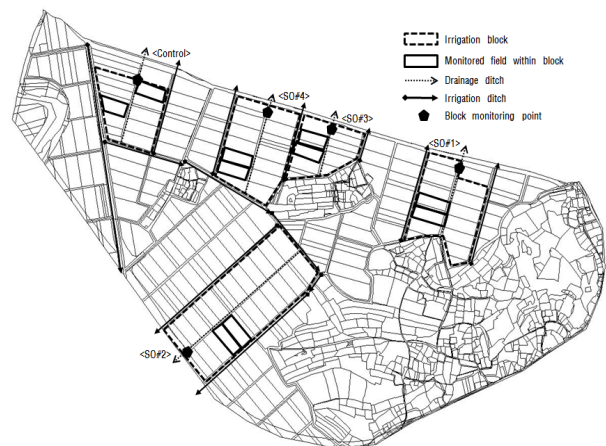 <Control>
<SO#4>
<SO#3>
<SO#1>
<SO#2>
Irrigation block
Monitored field within block
Drainage ditch
Irrigation ditch
Block monitoring point